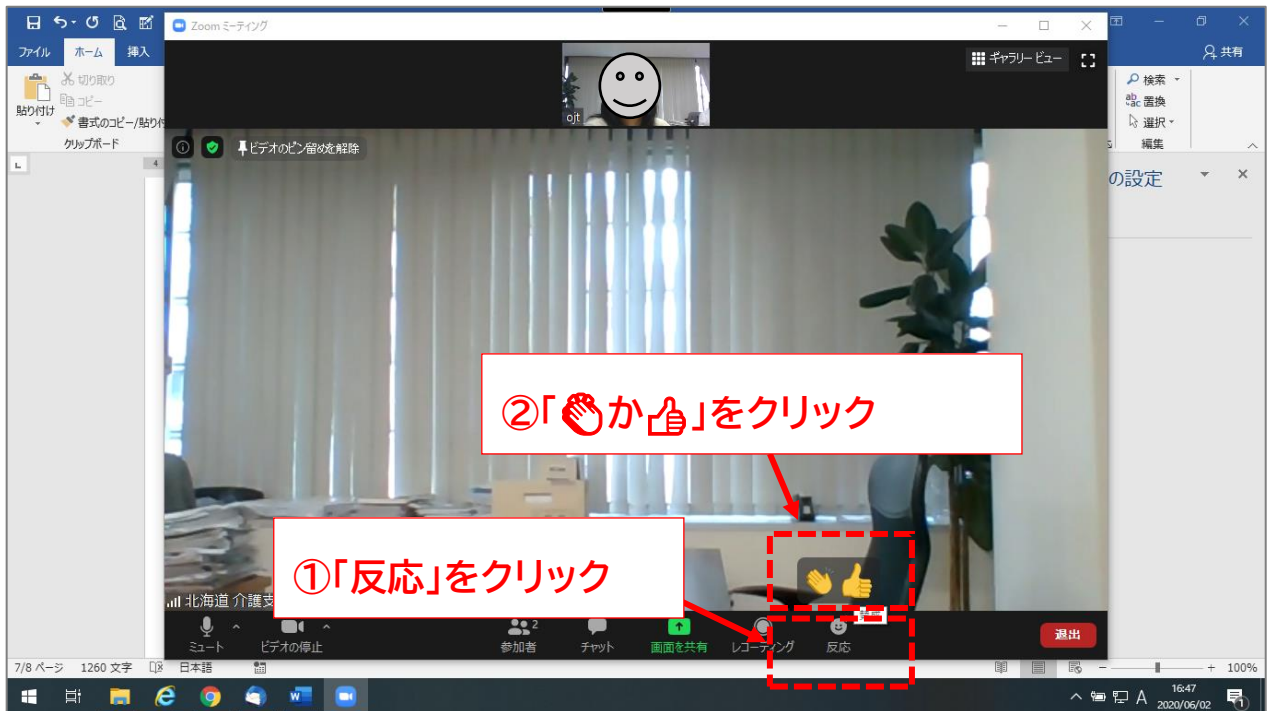 Zoom ミーティング
ファイル
ホーム
挿入
共有
貼り付け
切り取り
コピー
書式のコピー/貼り付
クリップボード
検索
置換
選択
編集
ギャラリー ビュー
ojt
ビデオのピン留めを解除
の設定
4
②「👏か👍」をクリック
①「反応」をクリック
北海道 介護支
ミュート
ビデオの停止
2
参加者
チャット
画面を共有
レコーディング
反応
退出
7/8 ページ
1260 文字
日本語
100%
A
16:47
2020/06/02
1